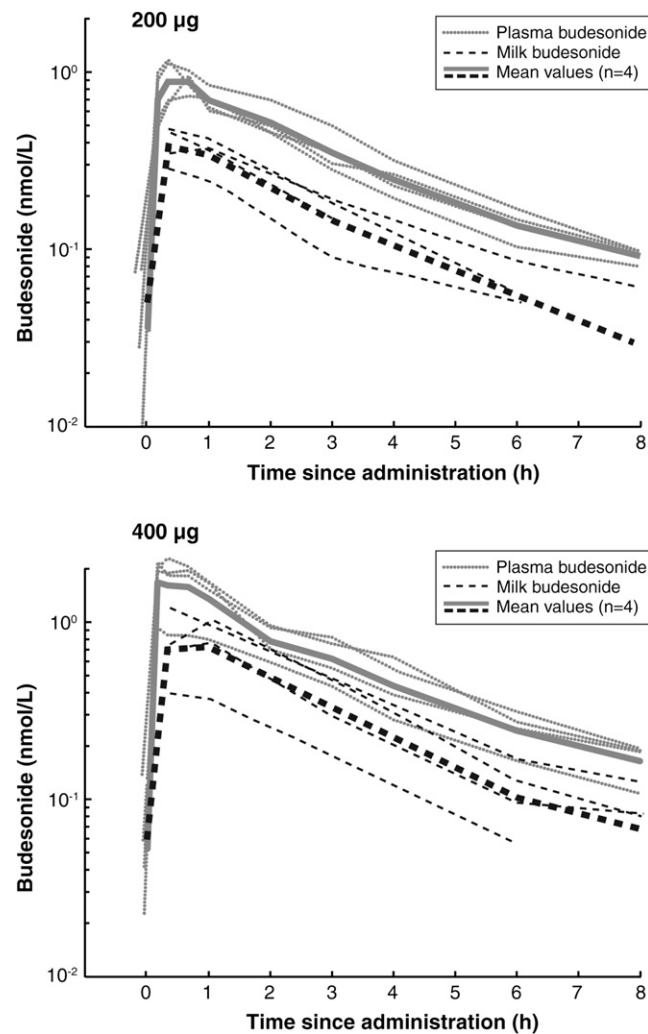 200 µg
Plasma budesonide
Milk budesonide
Mean values (n=4)
Budesonide (nmol/L)
10⁰
10⁻¹
10⁻²
0 1 2 3 4 5 6 7 8
Time since administration (h)
400 µg
Plasma budesonide
Milk budesonide
Mean values (n=4)
Budesonide (nmol/L)
10⁰
10⁻¹
10⁻²
0 1 2 3 4 5 6 7 8
Time since administration (h)